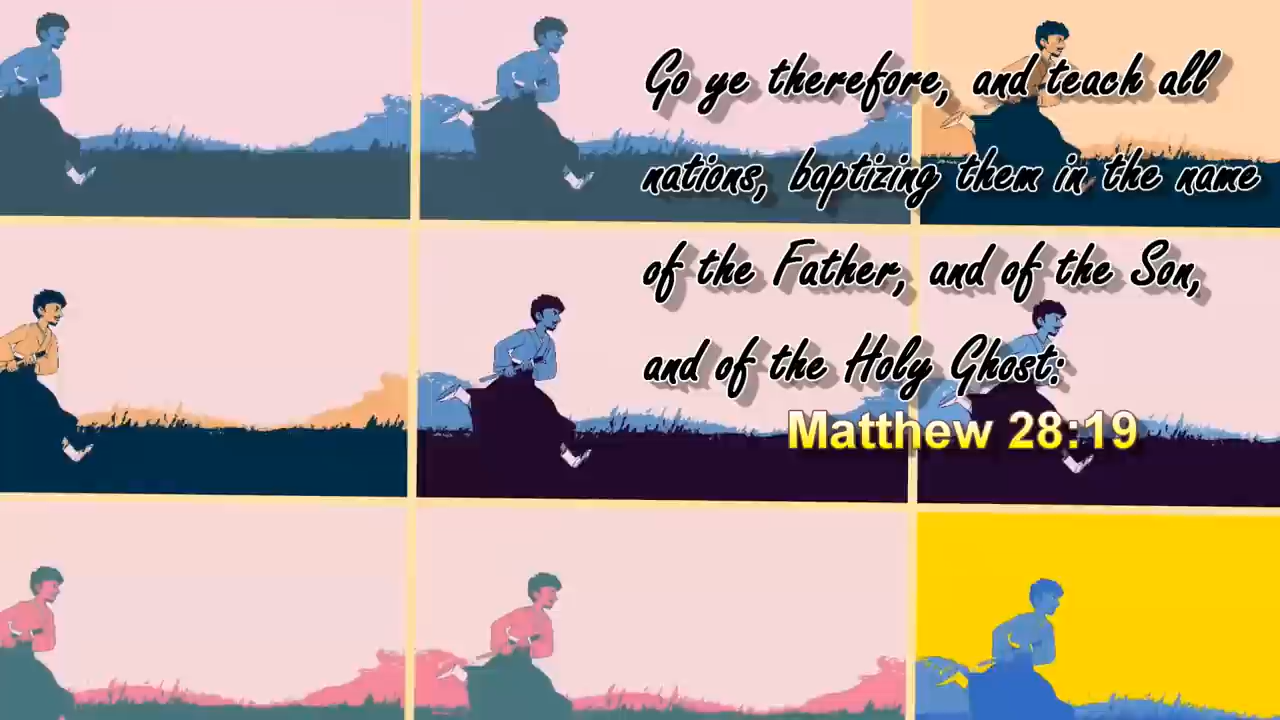 Go ye therefore, and teach all
nations, baptizing them in the name
of the Father, and of the Son,
and of the Holy Ghost:
Matthew 28:19